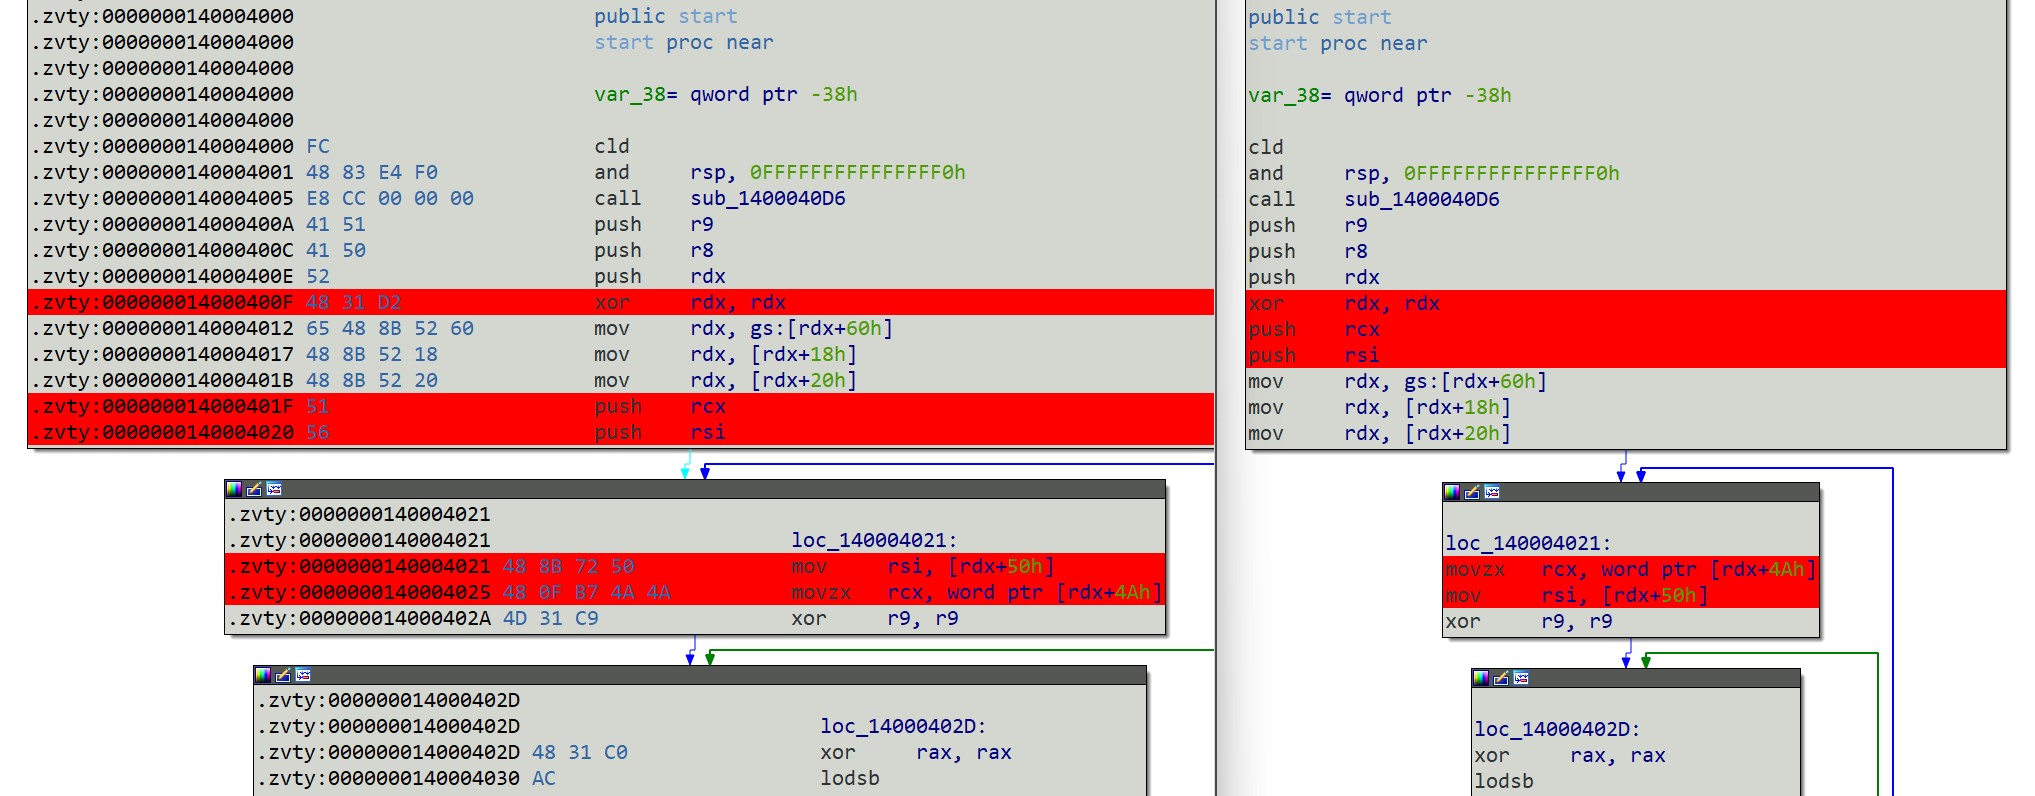 .zvty:0000000140004000 public start
.zvty:0000000140004000 start proc near
.zvty:0000000140004000
.zvty:0000000140004000 var_38= qword ptr -38h
.zvty:0000000140004000
.zvty:0000000140004000 FC cld
.zvty:0000000140004001 48 83 E4 F0 and rsp, 0FFFFFFFFFFFFFFF0h
.zvty:0000000140004005 E8 CC 00 00 00 call sub_1400040D6
.zvty:000000014000400A 41 51 push r9
.zvty:000000014000400C 41 50 push r8
.zvty:000000014000400E 52 push rdx
.zvty:000000014000400F 48 31 D2 xor rdx, rdx
.zvty:0000000140004012 65 48 8B 52 60 mov rdx, gs:[rdx+60h]
.zvty:0000000140004017 48 8B 52 18 mov rdx, [rdx+18h]
.zvty:000000014000401B 48 8B 52 20 mov rdx, [rdx+20h]
.zvty:000000014000401F 51 push rcx
.zvty:0000000140004020 56 push rsi
.zvty:0000000140004021
.zvty:0000000140004021 loc_140004021:
.zvty:0000000140004021 48 8B 72 50 mov rsi, [rdx+50h]
.zvty:0000000140004025 48 0F B7 4A 4A movzx rcx, word ptr [rdx+4Ah]
.zvty:000000014000402A 4D 31 C9 xor r9, r9
.zvty:000000014000402D
.zvty:000000014000402D loc_14000402D:
.zvty:000000014000402D 48 31 C0 xor rax, rax
.zvty:0000000140004030 AC lodsb
public start
start proc near
var_38= qword ptr -38h
cld
and rsp, 0FFFFFFFFFFFFFFF0h
call sub_1400040D6
push r9
push r8
push rdx
xor rdx, rdx
push rcx
push rsi
mov rdx, gs:[rdx+60h]
mov rdx, [rdx+18h]
mov rdx, [rdx+20h]
loc_140004021:
movzx rcx, word ptr [rdx+4Ah]
mov rsi, [rdx+50h]
xor r9, r9
loc_14000402D:
xor rax, rax
lodsb